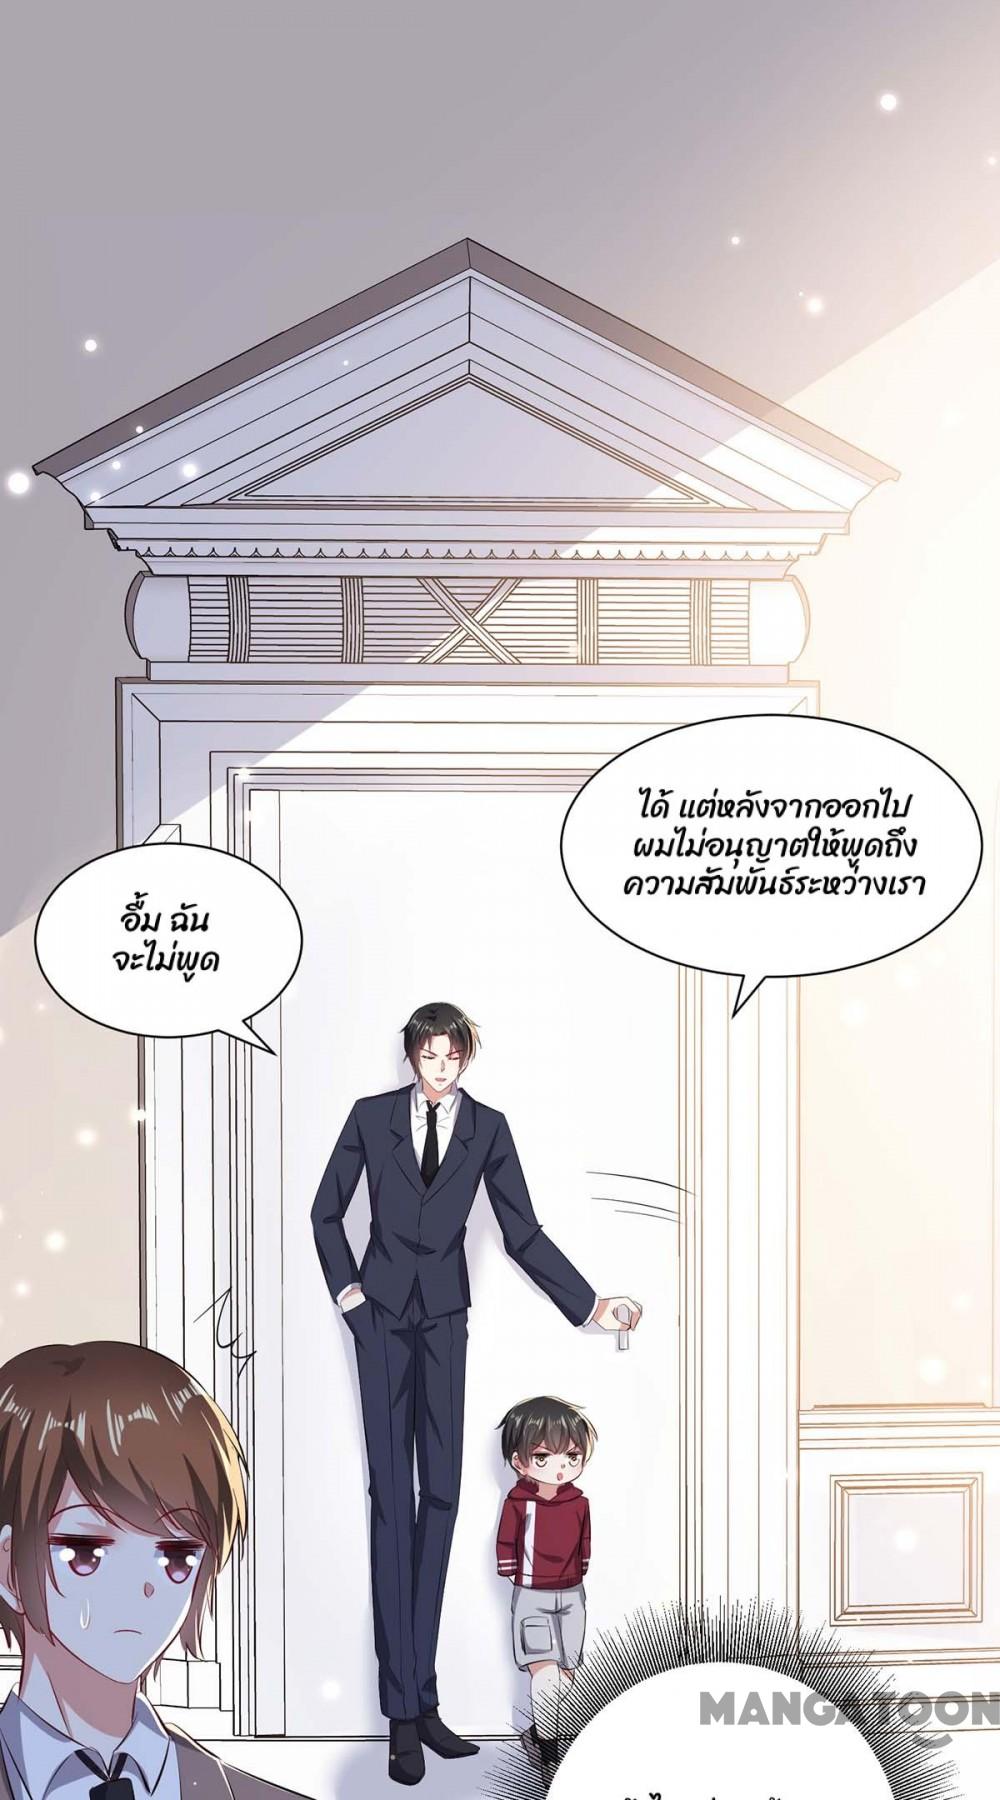 ได้ แต่หลังจากออกไป
ผมไม่อนุญาตให้พูดถึง
ความสัมพันธ์ระหว่างเรา
อื้ม ฉัน
จะไม่พูด
MANGATOON